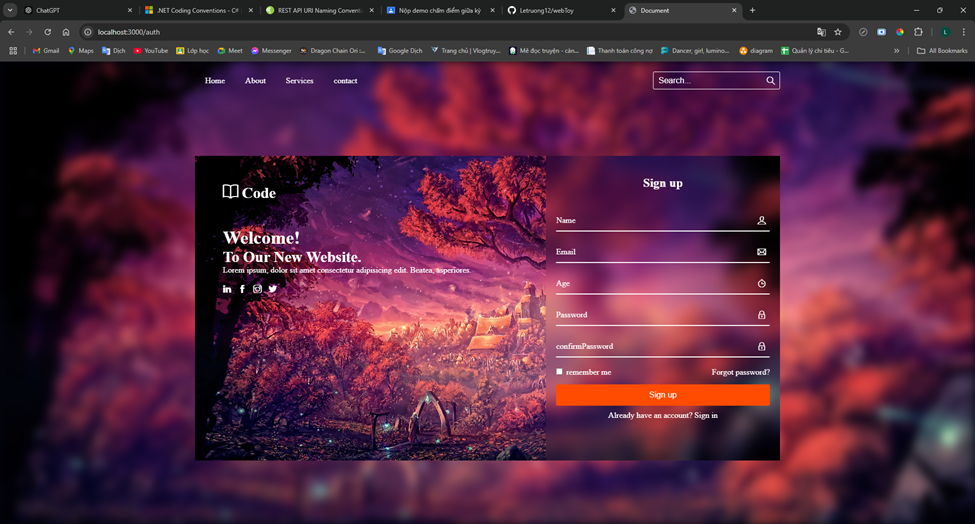 ChatGPT
.NET Coding Conventions - C# |
REST API URI Naming Convent
Nộp demo chấm điểm giữa kỳ
Letruong12/webToy
Document
localhost:3000/auth
Gmail
Maps
Dịch
YouTube
Lớp học
Meet
Messenger
Dragon Chain Ori :...
Google Dịch
Trang chủ | Vlogtruy...
Mê đọc truyện - cần...
Thanh toán công nợ
Dancer, girl, lumino...
diagram
Quản lý chi tiêu - G...
All Bookmarks
Home
About
Services
contact
Search...
Code
Welcome!
To Our New Website.
Lorem ipsum, dolor sit amet consectetur adipisicing edit. Beatea, asperiores.
Sign up
Name
Email
Age
Password
confirmPassword
remember me
Forgot password?
Sign up
Already have an account? Sign in